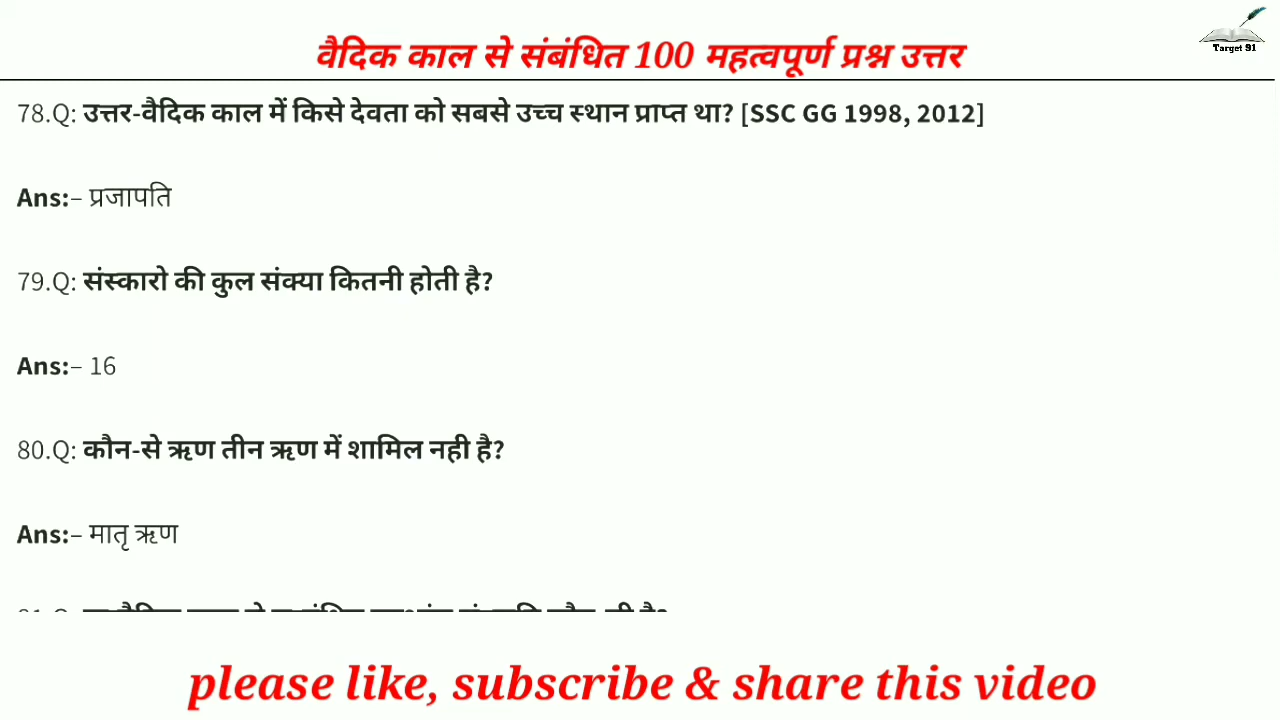 Target 91
वैदिक काल से संबंधित 100 महत्वपूर्ण प्रश्न उत्तर
78.Q: उत्तर-वैदिक काल में किसे देवता को सबसे उच्च स्थान प्राप्त था? [SSC GG 1998, 2012]
Ans:– प्रजापति
79.Q: संस्कारो की कुल संक्या कितनी होती है?
Ans:– 16
80.Q: कौन-से ऋण तीन ऋण में शामिल नही है?
Ans:– मातृ ऋण
please like, subscribe & share this video